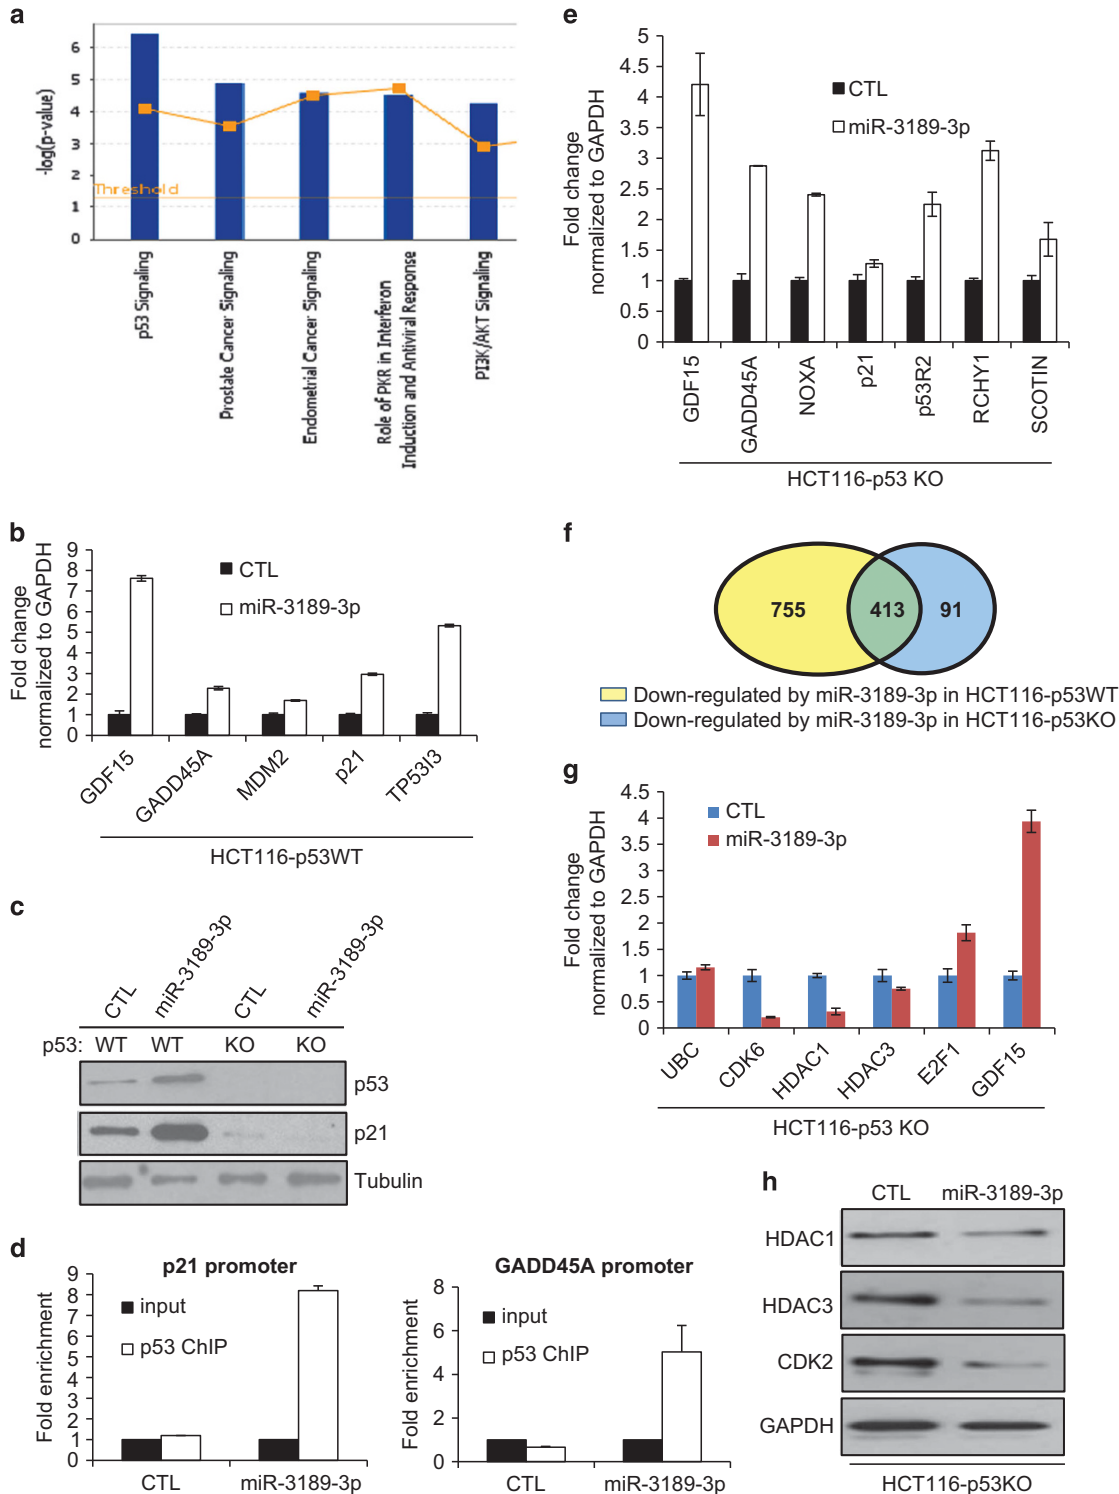 a
-log(p-value)
6
5
4
3
2
1
0
Threshold
p53 Signaling
Prostate Cancer Signaling
Endometrial Cancer Signaling
Role of PKR in Interferon
Induction and Antiviral Response
PI3K/AKT Signaling
b
Fold change
normalized to GAPDH
9
8
7
6
5
4
3
2
1
0
CTL
miR-3189-3p
GDF15
GADD45A
MDM2
p21
TP53I3
HCT116-p53WT
c
CTL
miR-3189-3p
CTL
miR-3189-3p
p53: WT WT KO KO
p53
p21
Tubulin
d
p21 promoter
Fold enrichment
9
8
7
6
5
4
3
2
1
0
input
p53 ChIP
CTL miR-3189-3p
GADD45A promoter
Fold enrichment
8
6
4
2
0
input
p53 ChIP
CTL miR-3189-3p
e
Fold change
normalized to GAPDH
5
4.5
4
3.5
3
2.5
2
1.5
1
0.5
0
CTL
miR-3189-3p
GDF15
GADD45A
NOXA
p21
p53R2
RCHY1
SCOTIN
HCT116-p53 KO
f
755 413 91
Down-regulated by miR-3189-3p in HCT116-p53WT
Down-regulated by miR-3189-3p in HCT116-p53KO
g
Fold change
normalized to GAPDH
4.5
4
3.5
3
2.5
2
1.5
1
0.5
0
CTL
miR-3189-3p
UBC
CDK6
HDAC1
HDAC3
E2F1
GDF15
HCT116-p53 KO
h
CTL miR-3189-3p
HDAC1
HDAC3
CDK2
GAPDH
HCT116-p53KO